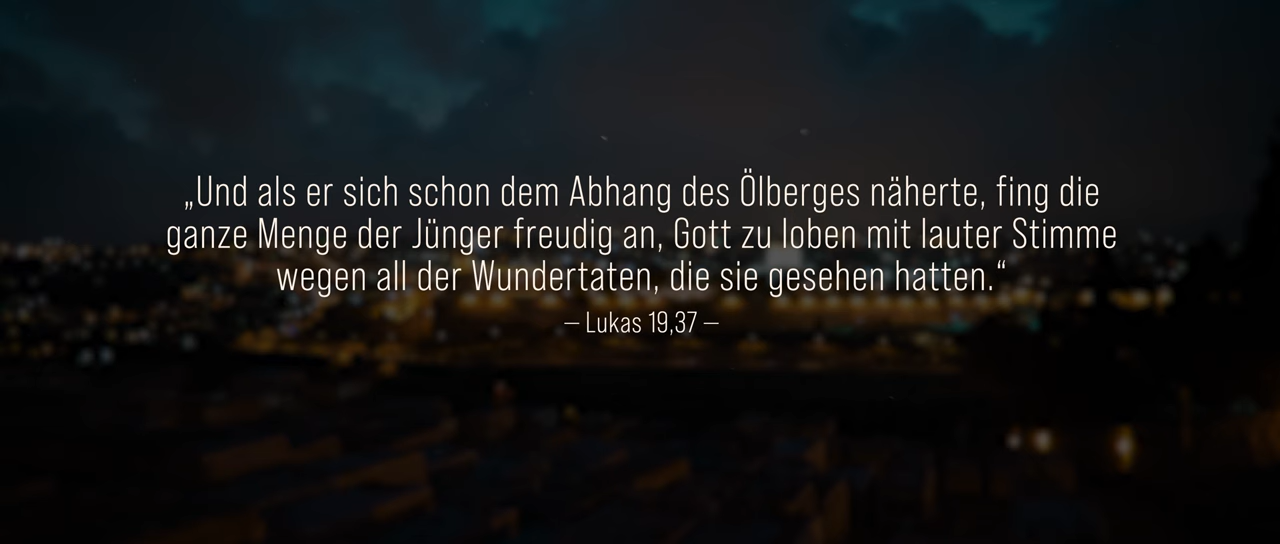 „Und als er sich schon dem Abhang des Ölberges näherte, fing die
ganze Menge der Jünger freudig an, Gott zu loben mit lauter Stimme
wegen all der Wundertaten, die sie gesehen hatten.“
– Lukas 19,37 –